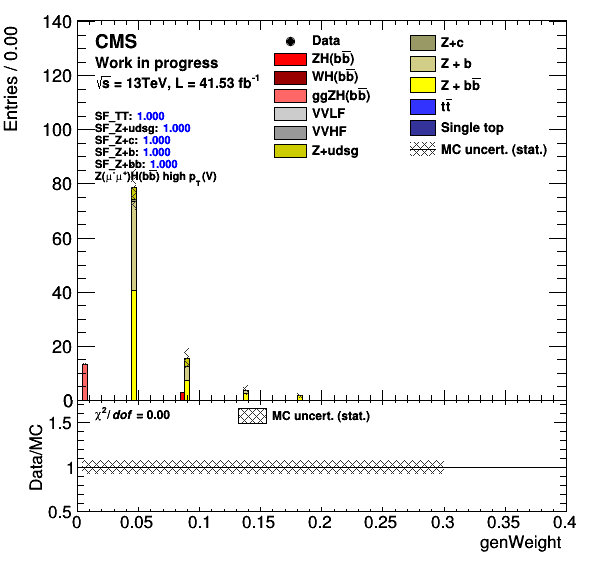 Entries / 0.00
140
120
100
80
60
40
20
0
CMS
Work in progress
√s = 13TeV, L = 41.53 fb⁻¹
SF_TT: 1.000
SF_Z+udsg: 1.000
SF_Z+c: 1.000
SF_Z+b: 1.000
SF_Z+bb: 1.000
Z(μ⁻μ⁺)H(bb̅) high p_T(V)
Data
ZH(bb̅)
WH(bb̅)
ggZH(bb̅)
VVLF
VVHF
Z+udsg
Z+c
Z + b
Z + bb̅
tt̅
Single top
MC uncert. (stat.)
Data/MC
1.5
1
0.5
χ²/dof = 0.00
MC uncert. (stat.)
0 0.05 0.1 0.15 0.2 0.25 0.3 0.35 0.4
genWeight